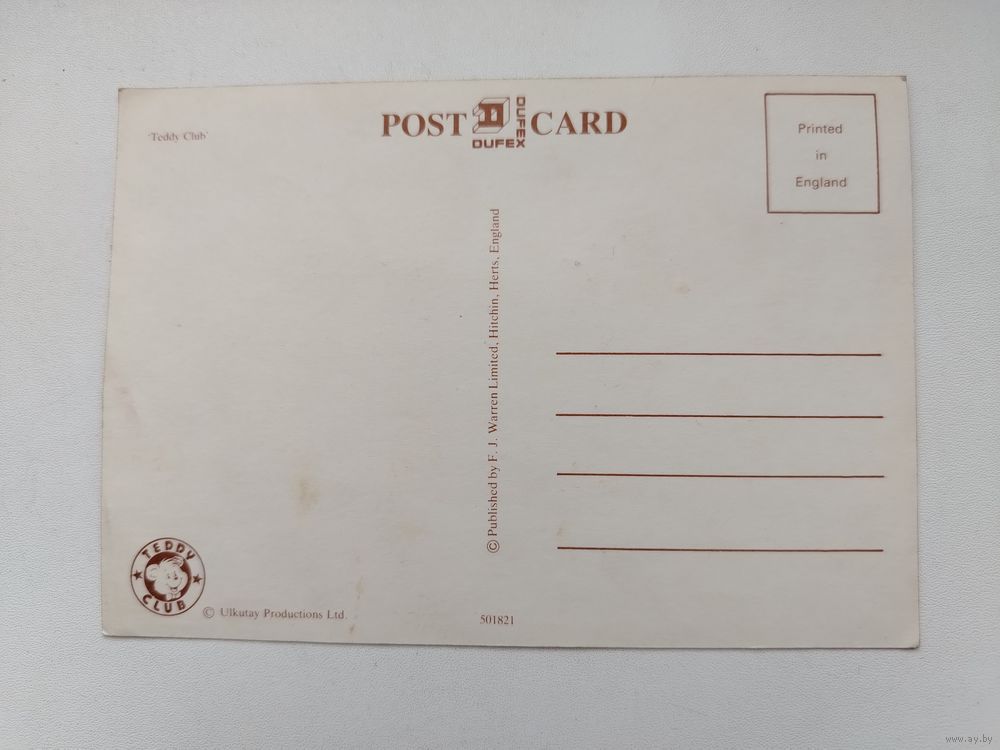 'Teddy Club'
POST CARD
DUFEX
DUFEX
Printed
in
England
© Published by F. J. Warren Limited, Hitchin, Herts, England
TEDDY
CLUB
© Ulkutay Productions Ltd.
501821
www.ay.by